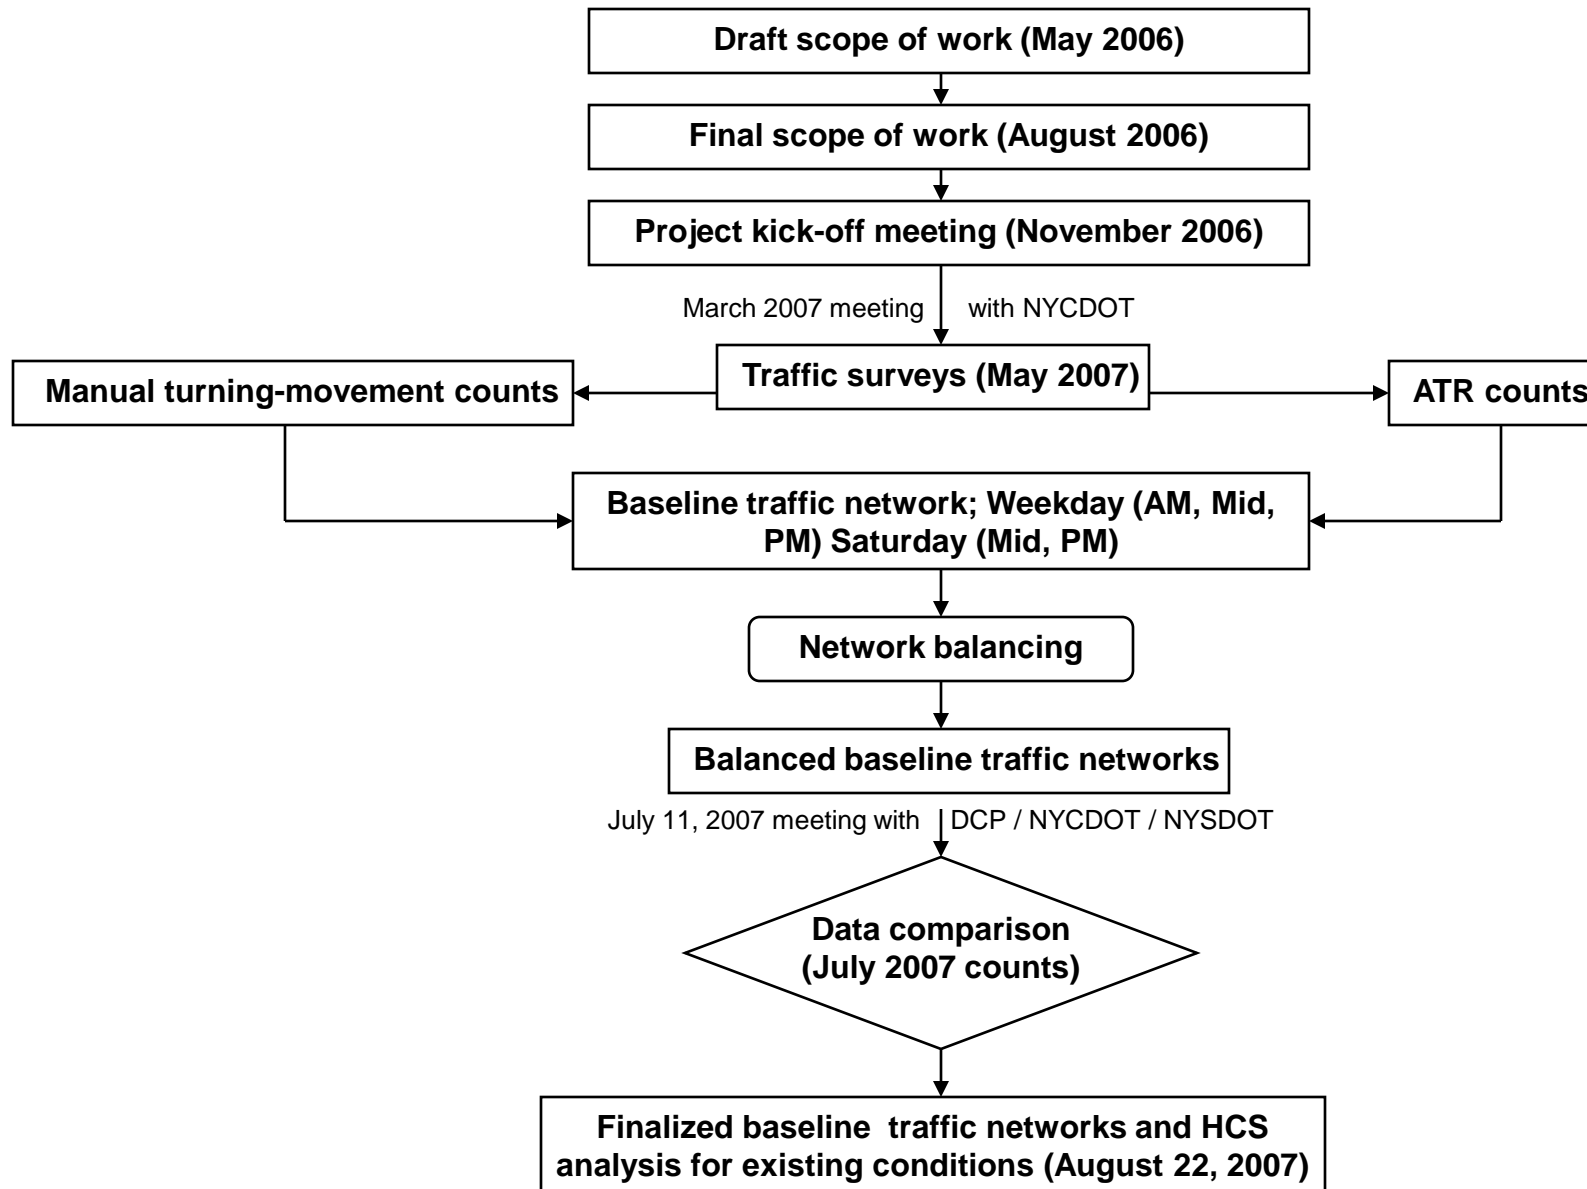 Draft scope of work (May 2006)
Final scope of work (August 2006)
Project kick-off meeting (November 2006)
March 2007 meeting with NYCDOT
Manual turning-movement counts
Traffic surveys (May 2007)
ATR counts
Baseline traffic network; Weekday (AM, Mid,
PM) Saturday (Mid, PM)
Network balancing
Balanced baseline traffic networks
July 11, 2007 meeting with DCP / NYCDOT / NYSDOT
Data comparison
(July 2007 counts)
Finalized baseline traffic networks and HCS
analysis for existing conditions (August 22, 2007)